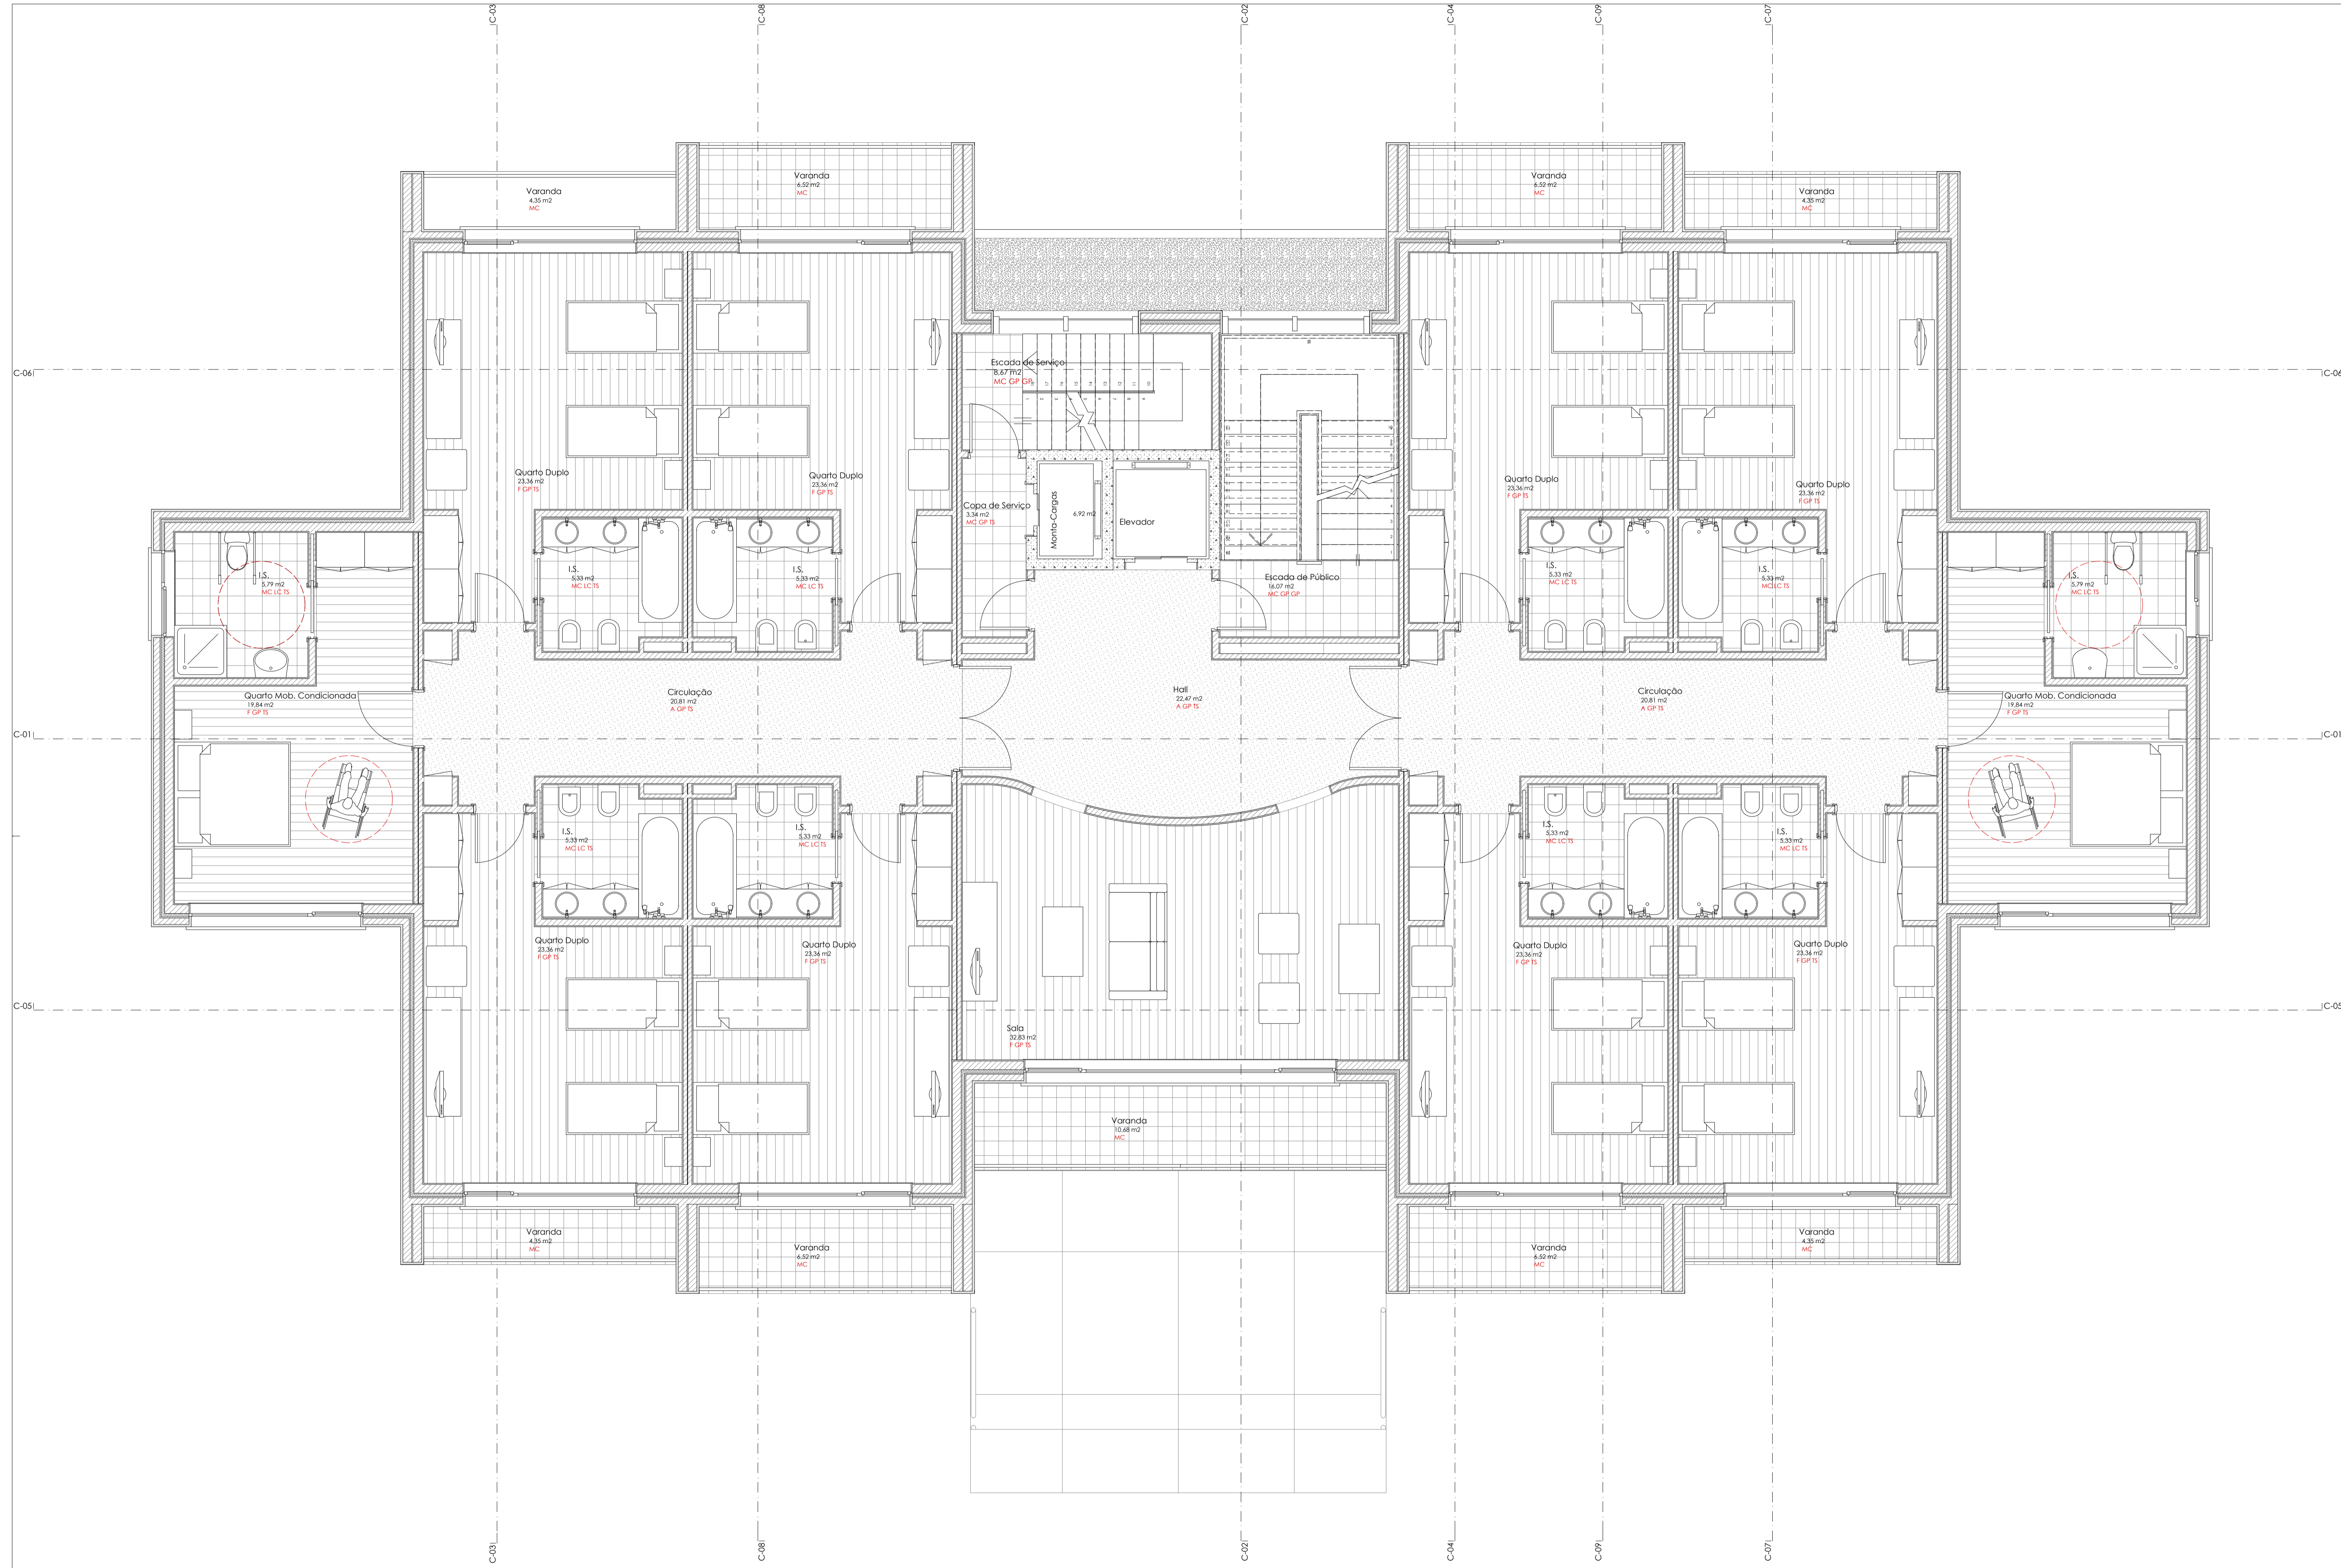 C-03
C-08
C-02
C-04
C-09
C-07
Varanda
6,52 m2
MC
Varanda
6,52 m2
MC
Varanda
4,35 m2
MC
Varanda
4,35 m2
MC
C-06
C-06
Escada de Serviço
8,67 m2
MC GP GP
Quarto Duplo
23,36 m2
F GP TS
Quarto Duplo
23,36 m2
F GP TS
Quarto Duplo
23,36 m2
F GP TS
Quarto Duplo
23,36 m2
F GP TS
Copa de Serviço
3,34 m2
MC GP TS
Monta-Cargas
6,92 m2
Elevador
Escada de Público
16,07 m2
MC GP GP
I.S.
5,79 m2
MC LC TS
I.S.
5,33 m2
MC LC TS
I.S.
5,33 m2
MC LC TS
I.S.
5,33 m2
MC LC TS
I.S.
5,33 m2
MC LC TS
I.S.
5,79 m2
MC LC TS
Quarto Mob. Condicionada
19,84 m2
F GP TS
Circulação
20,81 m2
A GP TS
Hall
22,47 m2
A GP TS
Circulação
20,81 m2
A GP TS
Quarto Mob. Condicionada
19,84 m2
F GP TS
C-01
C-01
I.S.
5,33 m2
MC LC TS
I.S.
5,33 m2
MC LC TS
I.S.
5,33 m2
MC LC TS
I.S.
5,33 m2
MC LC TS
Quarto Duplo
23,36 m2
F GP TS
Quarto Duplo
23,36 m2
F GP TS
Quarto Duplo
23,36 m2
F GP TS
Quarto Duplo
23,36 m2
F GP TS
C-05
C-05
Sala
32,83 m2
F GP TS
Varanda
10,68 m2
MC
Varanda
4,35 m2
MC
Varanda
6,52 m2
MC
Varanda
6,52 m2
MC
Varanda
4,35 m2
MC
C-03
C-08
C-02
C-04
C-09
C-07